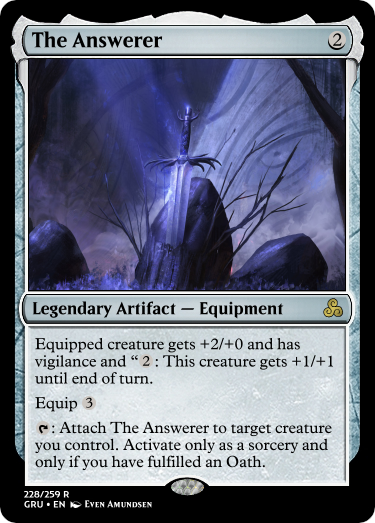 The Answerer 2
Legendary Artifact — Equipment
Equipped creature gets +2/+0 and has
vigilance and “ 2 : This creature gets +1/+1
until end of turn.
Equip 3
: Attach The Answerer to target creature
you control. Activate only as a sorcery and
only if you have fulfilled an Oath.
228/259 R
GRU • EN Even Amundsen